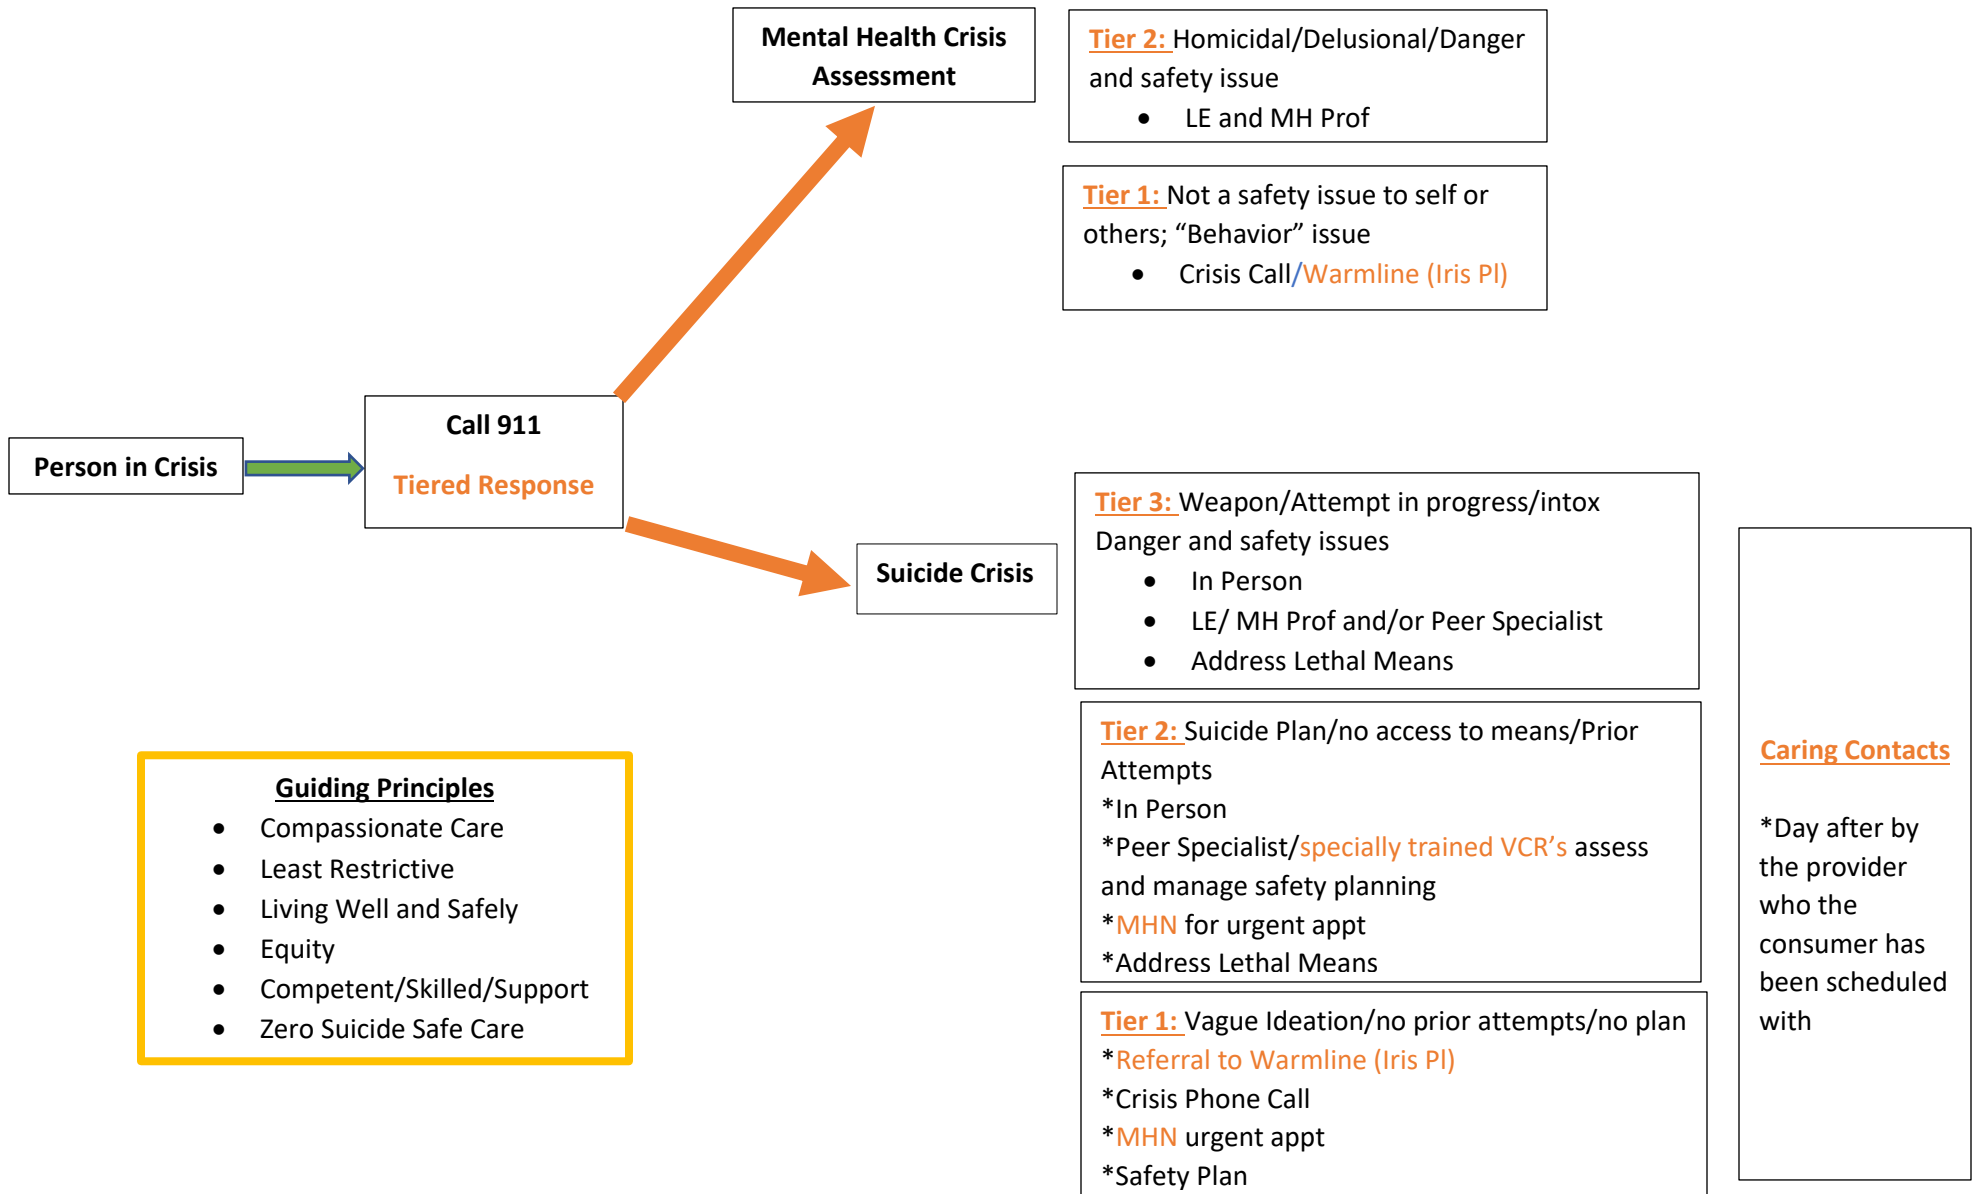 Mental Health Crisis
Assessment
Tier 2: Homicidal/Delusional/Danger
and safety issue
• LE and MH Prof
Tier 1: Not a safety issue to self or
others; “Behavior” issue
• Crisis Call/Warmline (Iris Pl)
Person in Crisis
Call 911
Tiered Response
Suicide Crisis
Tier 3: Weapon/Attempt in progress/intox
Danger and safety issues
• In Person
• LE/ MH Prof and/or Peer Specialist
• Address Lethal Means
Tier 2: Suicide Plan/no access to means/Prior
Attempts
*In Person
*Peer Specialist/specially trained VCR’s assess
and manage safety planning
*MHN for urgent appt
*Address Lethal Means
Tier 1: Vague Ideation/no prior attempts/no plan
*Referral to Warmline (Iris Pl)
*Crisis Phone Call
*MHN urgent appt
*Safety Plan
Caring Contacts
*Day after by
the provider
who the
consumer has
been scheduled
with
Guiding Principles
• Compassionate Care
• Least Restrictive
• Living Well and Safely
• Equity
• Competent/Skilled/Support
• Zero Suicide Safe Care